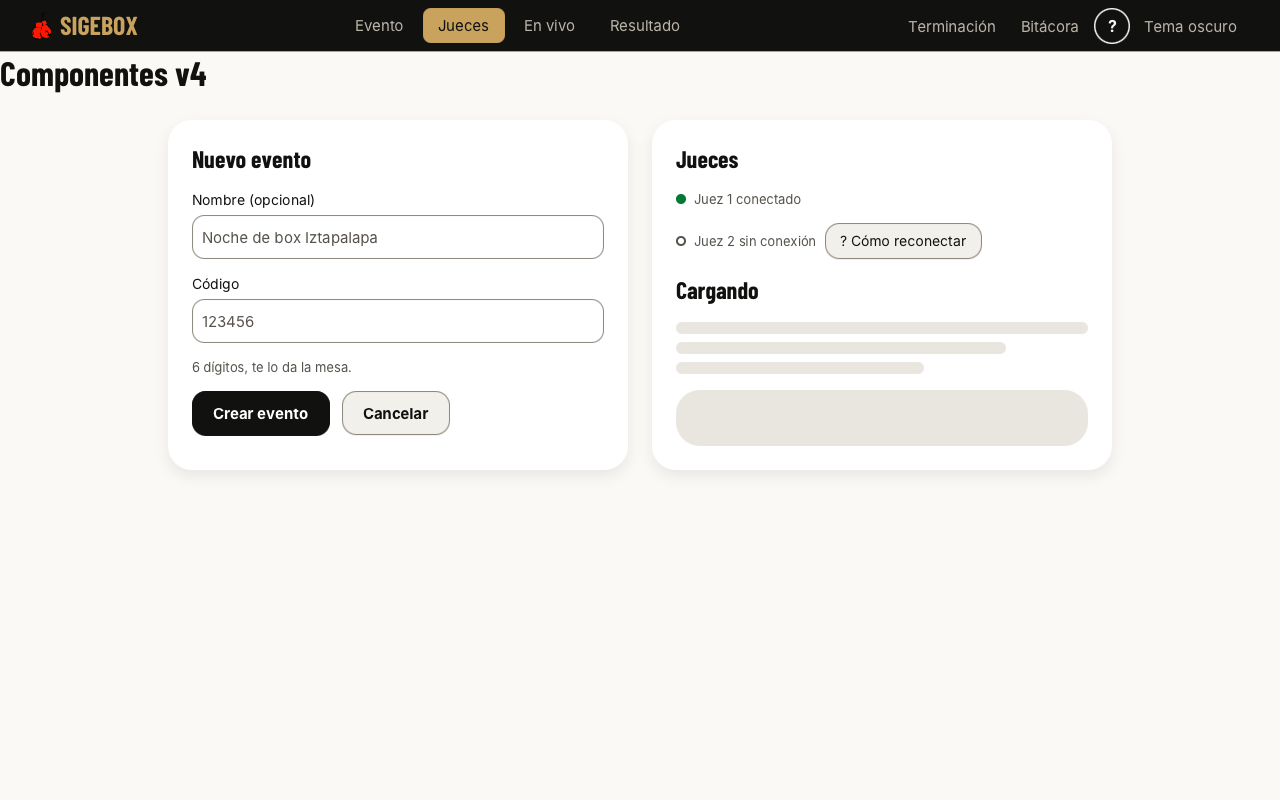 SIGEBOX
Evento
Jueces
En vivo
Resultado
Terminación
Bitácora
?
Tema oscuro
Componentes v4
Nuevo evento
Nombre (opcional)
Noche de box Iztapalapa
Código
123456
6 dígitos, te lo da la mesa.
Crear evento
Cancelar
Jueces
Juez 1 conectado
Juez 2 sin conexión
? Cómo reconectar
Cargando